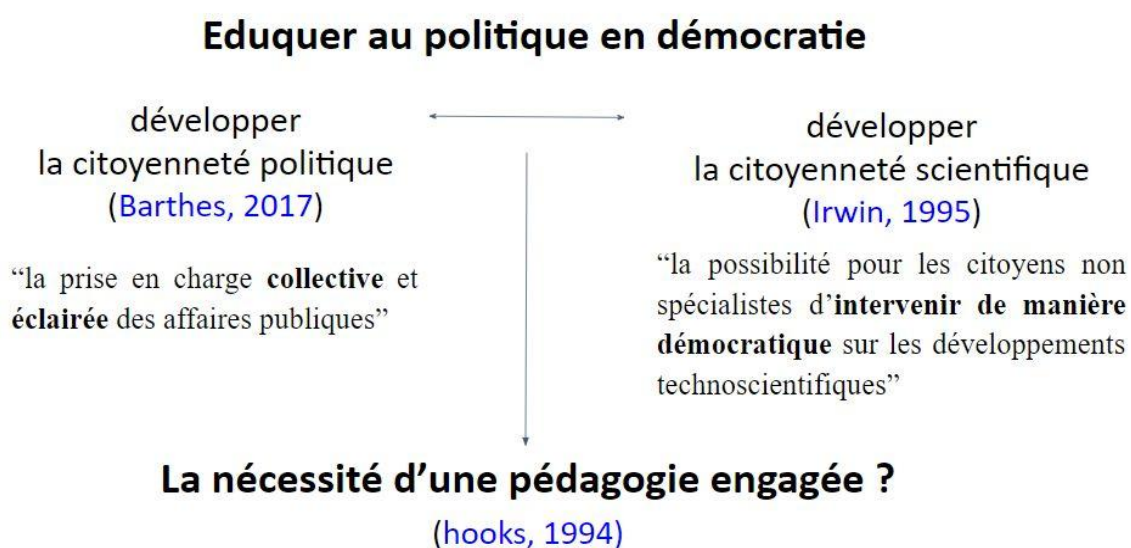 Eduquer au politique en démocratie
développer
la citoyenneté politique
(Barthes, 2017)
“la prise en charge collective et
éclairée des affaires publiques”
développer
la citoyenneté scientifique
(Irwin, 1995)
“la possibilité pour les citoyens non
spécialistes d’intervenir de manière
démocratique sur les développements
technoscientifiques”
La nécessité d’une pédagogie engagée ?
(hooks, 1994)